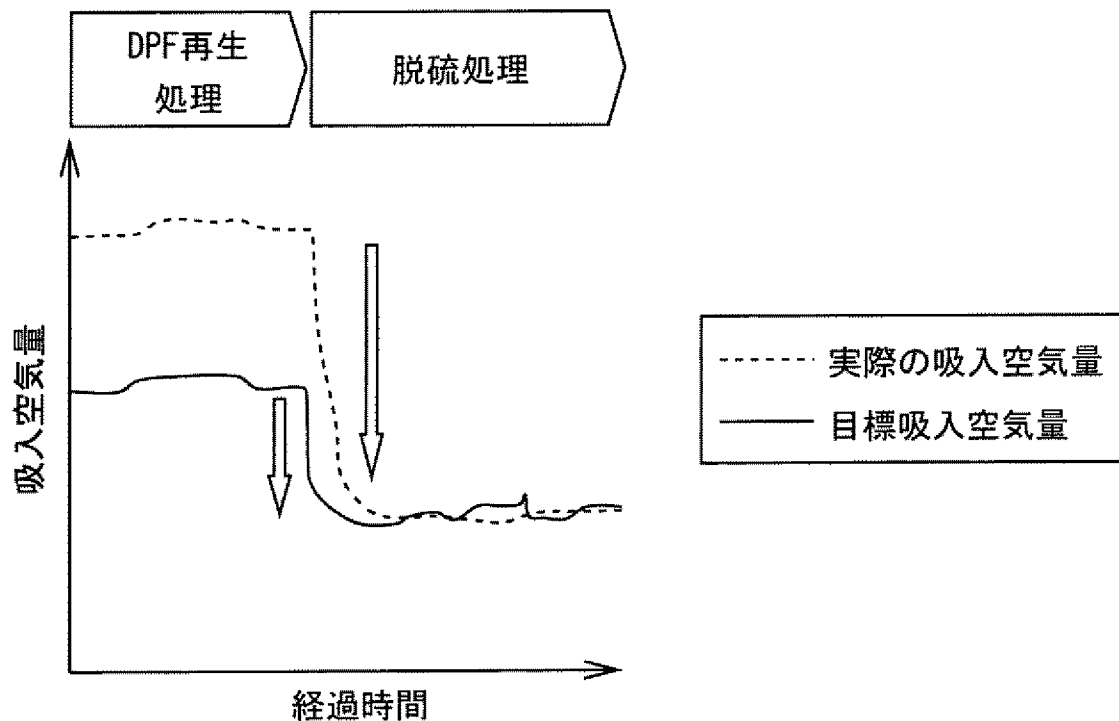 DPF再生
処理
脱硫処理
吸入空気量
実際の吸入空気量
目標吸入空気量
経過時間